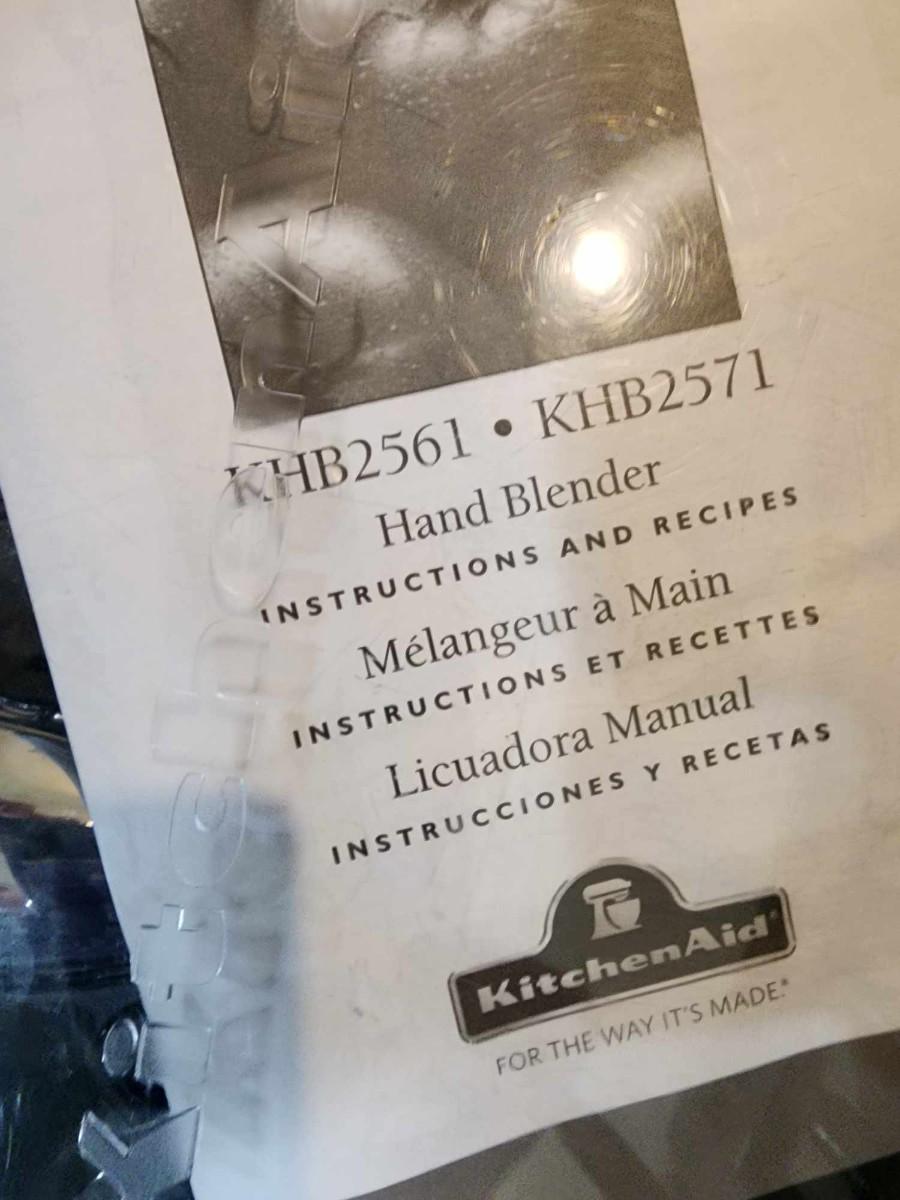 KHB2561 • KHB2571
Hand Blender
INSTRUCTIONS AND RECIPES
Mélangeur à Main
INSTRUCTIONS ET RECETTES
Licuadora Manual
INSTRUCCIONES Y RECETAS
KitchenAid®
FOR THE WAY IT'S MADE.®
KitchenAid